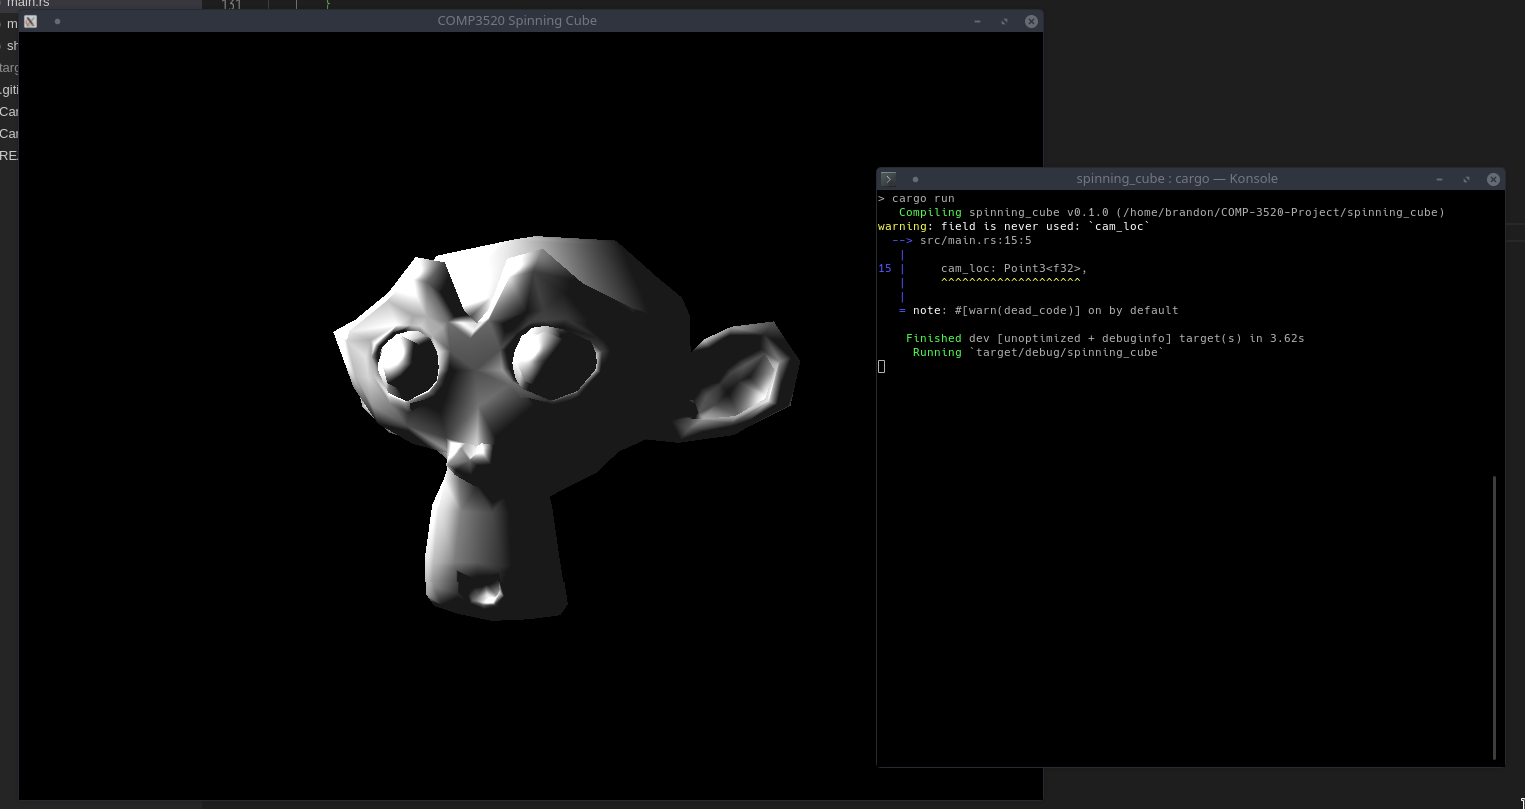 main.rs
131
}
m
sh
targ
.giti
Car
Car
RE
COMP3520 Spinning Cube
spinning_cube : cargo — Konsole
> cargo run
Compiling spinning_cube v0.1.0 (/home/brandon/COMP-3520-Project/spinning_cube)
warning: field is never used: `cam_loc`
--> src/main.rs:15:5
|
15 | cam_loc: Point3<f32>,
| ^^^^^^^^^^^^^^^^^^^^
|
= note: #[warn(dead_code)] on by default
Finished dev [unoptimized + debuginfo] target(s) in 3.62s
Running `target/debug/spinning_cube`